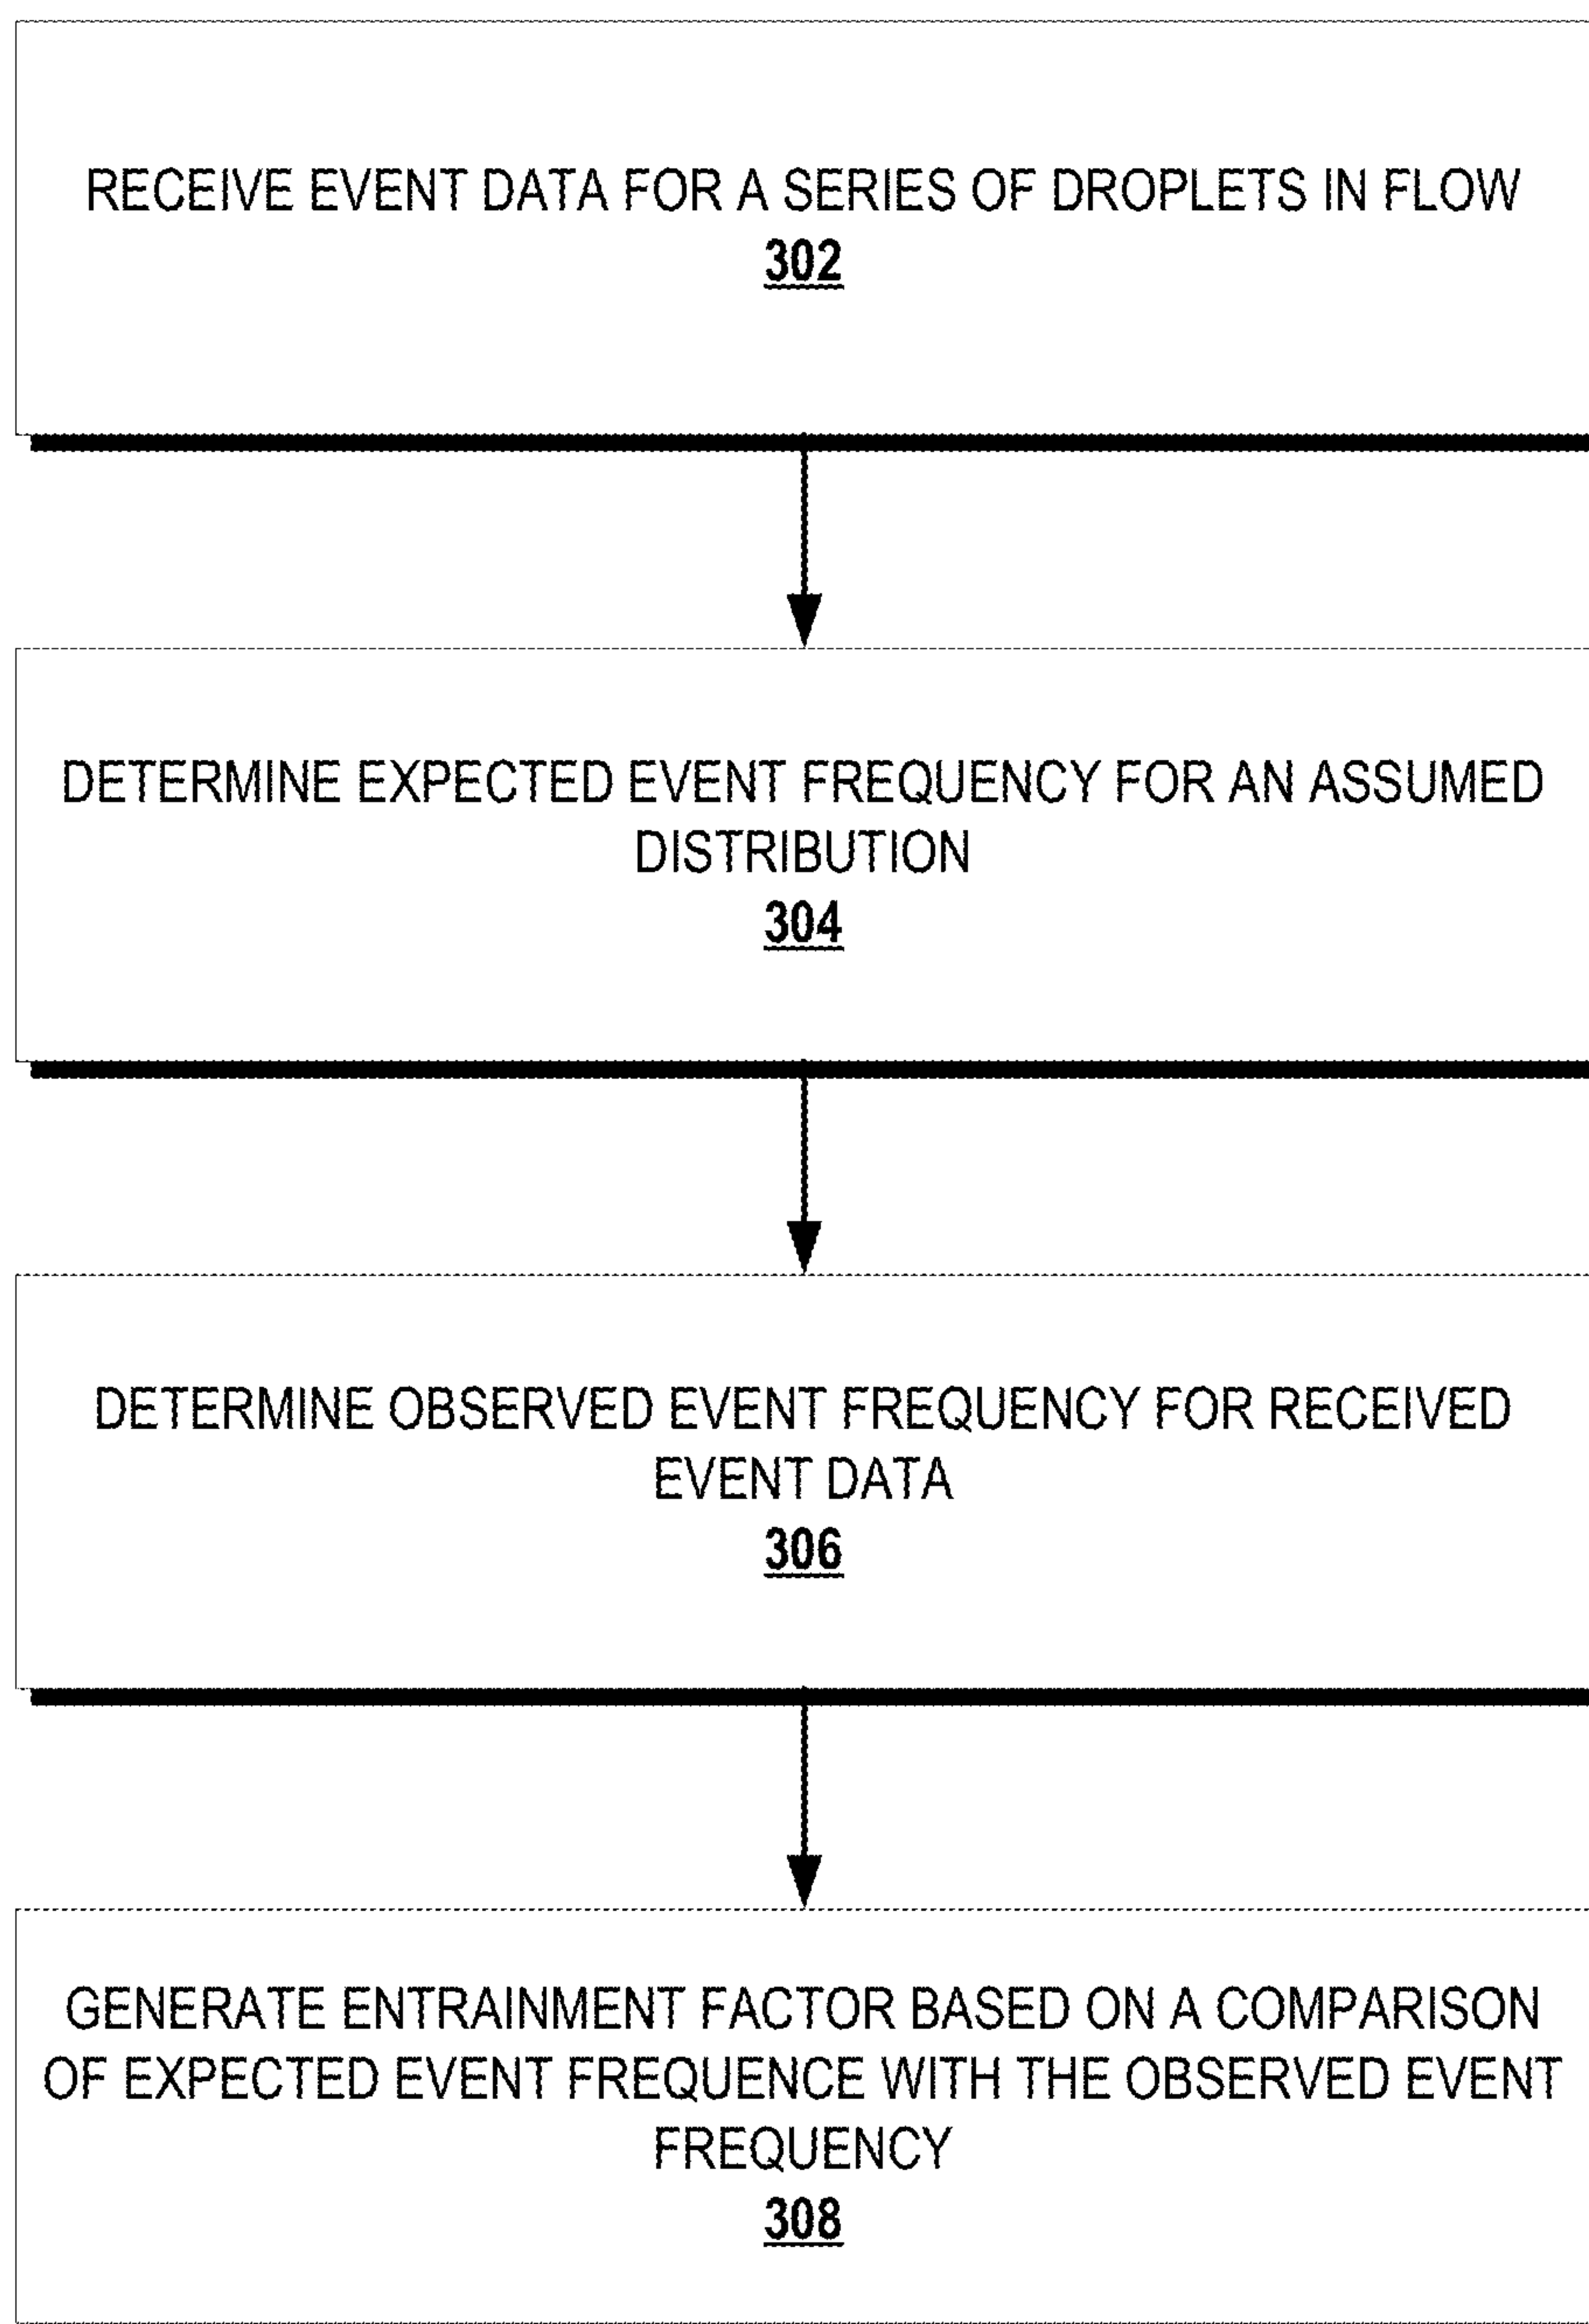 RECEIVE EVENT DATA FOR A SERIES OF DROPLETS IN FLOW
302
DETERMINE EXPECTED EVENT FREQUENCY FOR AN ASSUMED
DISTRIBUTION
304
DETERMINE OBSERVED EVENT FREQUENCY FOR RECEIVED
EVENT DATA
306
GENERATE ENTRAINMENT FACTOR BASED ON A COMPARISON
OF EXPECTED EVENT FREQUENCE WITH THE OBSERVED EVENT
FREQUENCY
308